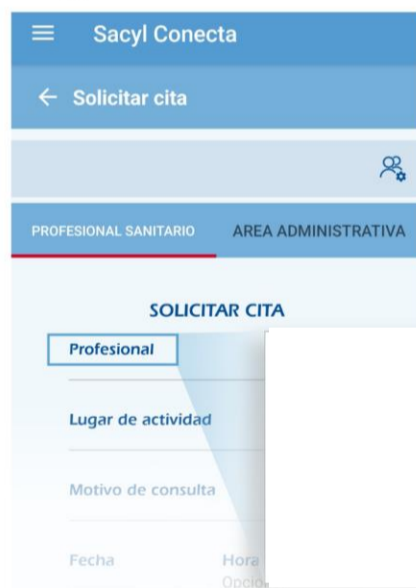 Sacyl Conecta
Solicitar cita
PROFESIONAL SANITARIO AREA ADMINISTRATIVA
SOLICITAR CITA
Profesional
Lugar de actividad
Motivo de consulta
Fecha Hora